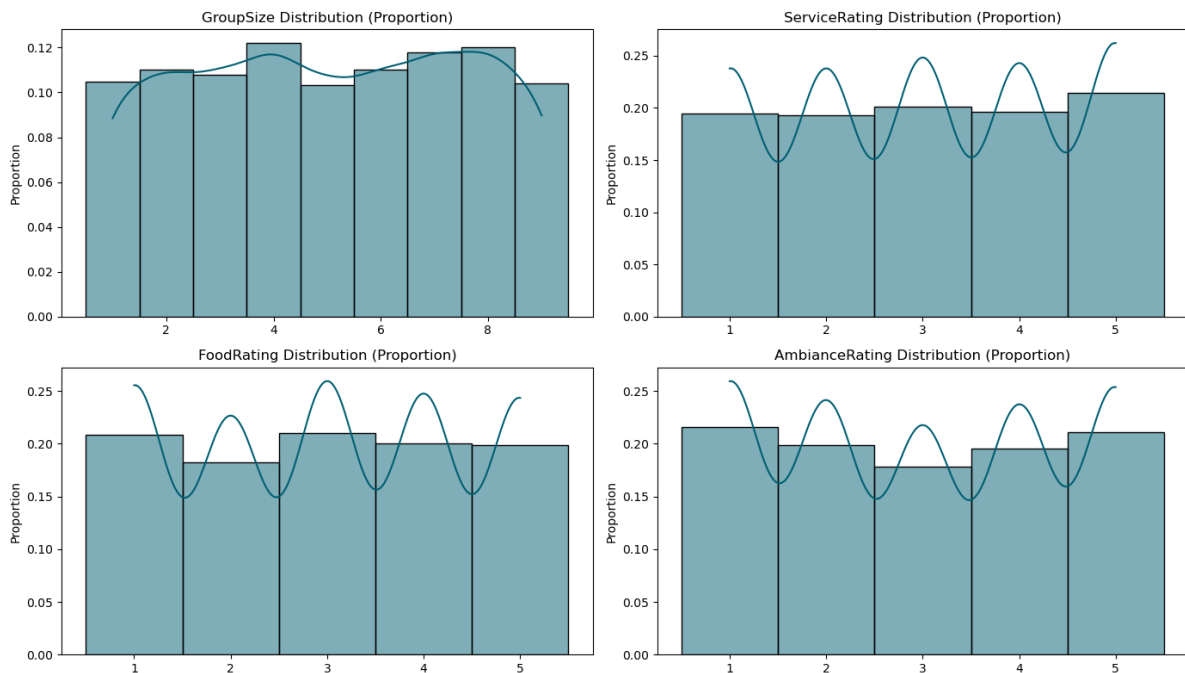 GroupSize Distribution (Proportion)
Proportion
0.12
0.10
0.08
0.06
0.04
0.02
0.00
2 4 6 8
ServiceRating Distribution (Proportion)
Proportion
0.25
0.20
0.15
0.10
0.05
0.00
1 2 3 4 5
FoodRating Distribution (Proportion)
Proportion
0.25
0.20
0.15
0.10
0.05
0.00
1 2 3 4 5
AmbianceRating Distribution (Proportion)
Proportion
0.25
0.20
0.15
0.10
0.05
0.00
1 2 3 4 5